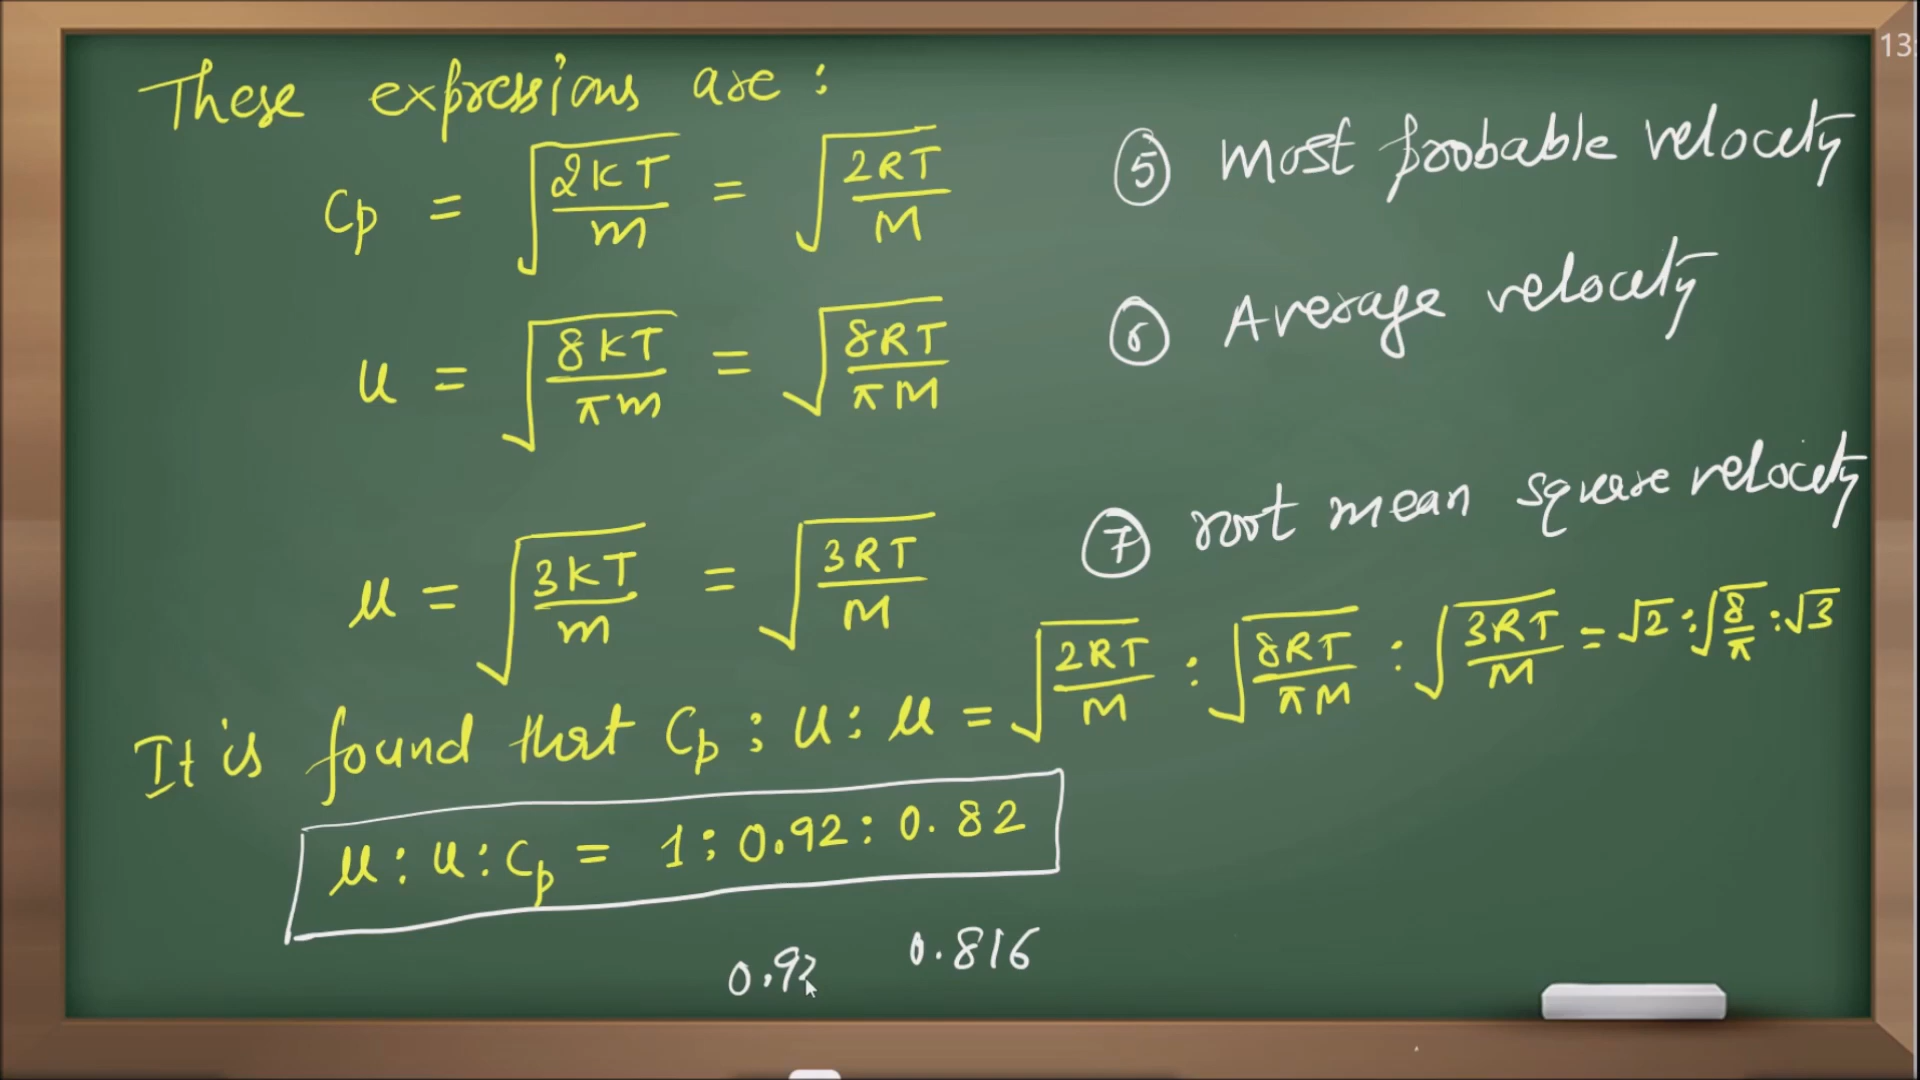 13
These expressions are :
Cp = √(2KT/m) = √(2RT/M) ⑤ Most probable velocity
u = √(8KT/πm) = √(8RT/πM) ⑥ Average velocity
μ = √(3KT/m) = √(3RT/M) ⑦ root mean square velocity
It is found that Cp : u : μ = √(2RT/M) : √(8RT/πM) : √(3RT/M) = √2 : √(8/π) : √3
μ : u : Cp = 1 : 0.92 : 0.82
0.92 0.816